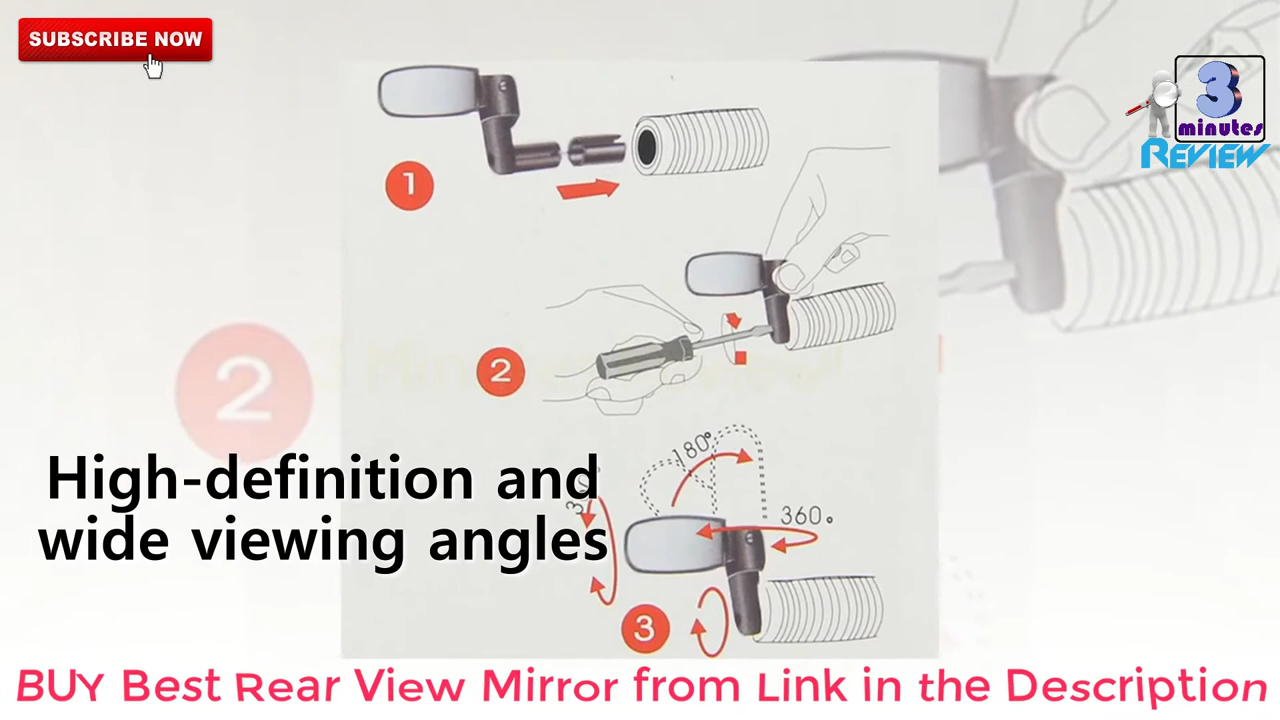 SUBSCRIBE NOW
3
minutes
REVIEW
1
2
2
180°
High-definition and
wide viewing angles
360°
3
BUY Best Rear View Mirror from Link in the Description